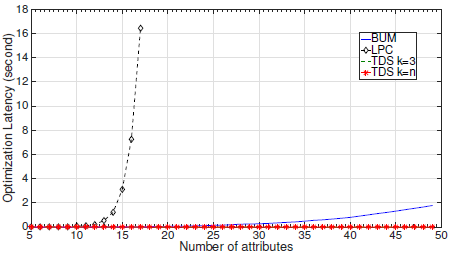 18
16
14
12
10
8
6
4
2
0
Optimization Latency (second)
BUM
LPC
TDS k=3
TDS k=n
5 10 15 20 25 30 35 40 45 50
Number of attributes